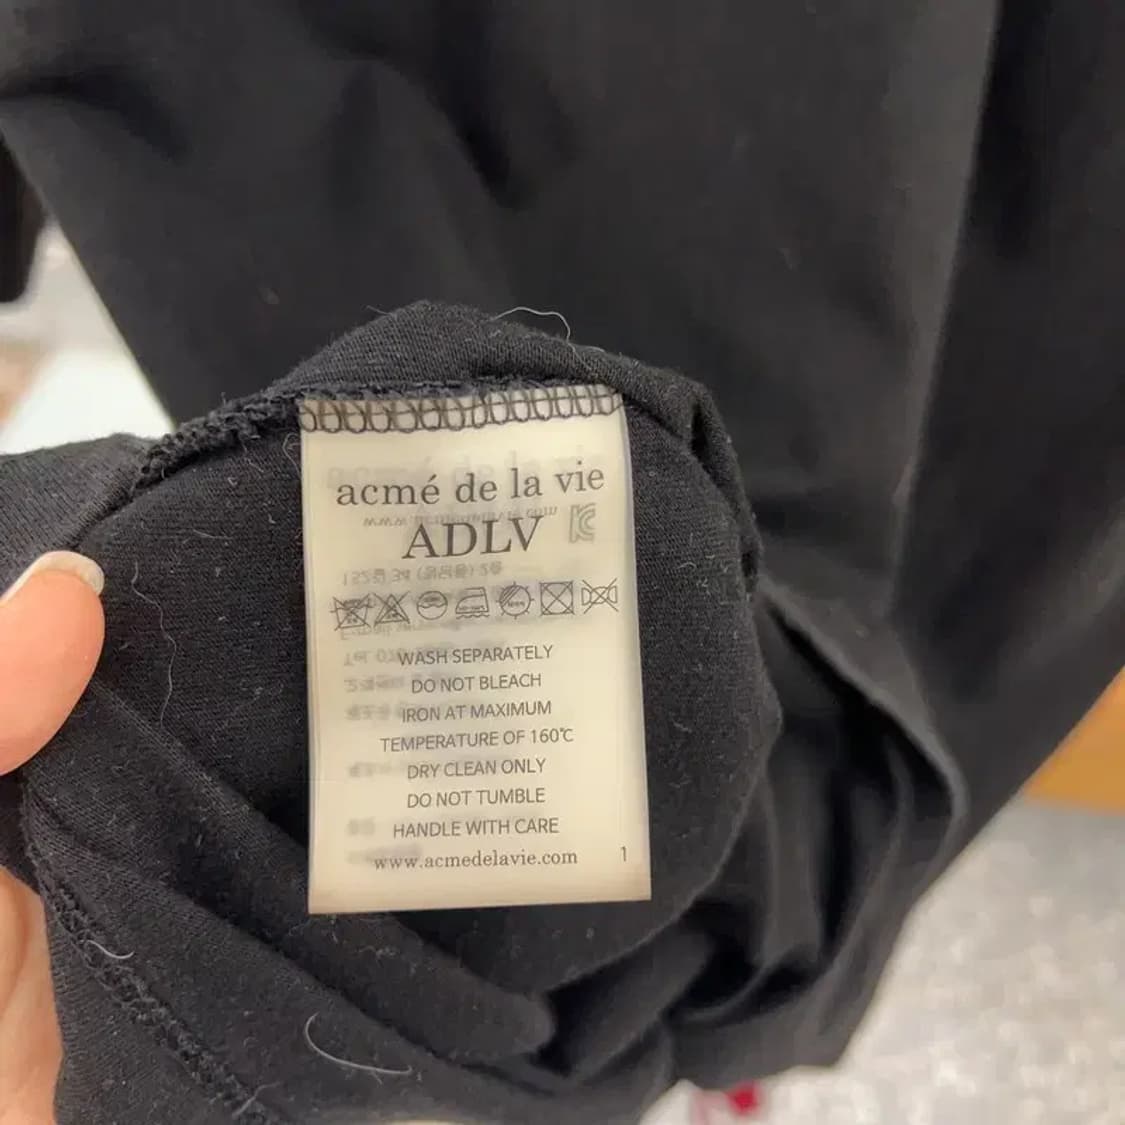 acmé de la vie
ADLV
WASH SEPARATELY
DO NOT BLEACH
IRON AT MAXIMUM
TEMPERATURE OF 160℃
DRY CLEAN ONLY
DO NOT TUMBLE
HANDLE WITH CARE
www.acmedelavie.com 1